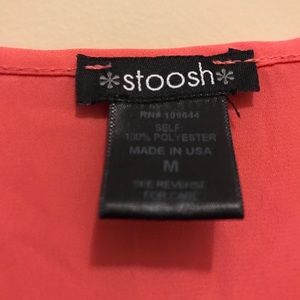 *stoosh*
RN# 109644
SELF
100% POLYESTER
MADE IN USA
M
SEE REVERSE
FOR CARE